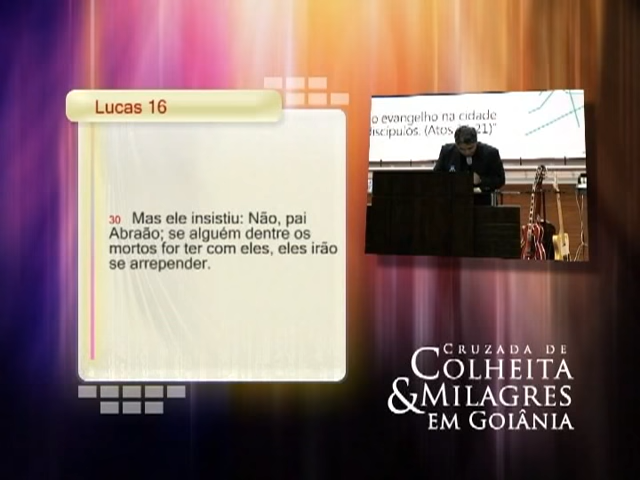 Lucas 16
30 Mas ele insistiu: Não, pai
Abraão; se alguém dentre os
mortos for ter com eles, eles irão
se arrepender.
o evangelho na cidade
discípulos. (Atos 21)"
CRUZADA DE
COLHEITA
& MILAGRES
EM GOIÂNIA